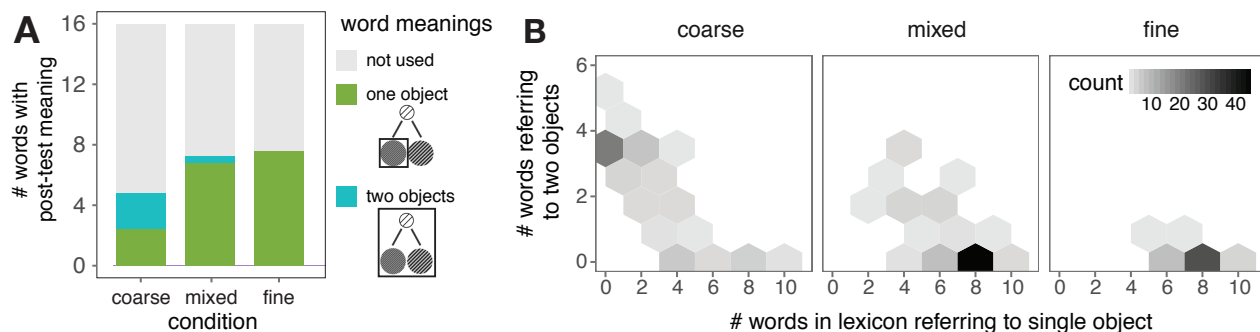 A
# words with
post-test meaning
16
12
8
4
0
coarse mixed fine
condition
word meanings
not used
one object
two objects
B
coarse mixed fine
# words referring
to two objects
6
4
2
0
count
10 20 30 40
0 2 4 6 8 10 0 2 4 6 8 10 0 2 4 6 8 10
# words in lexicon referring to single object